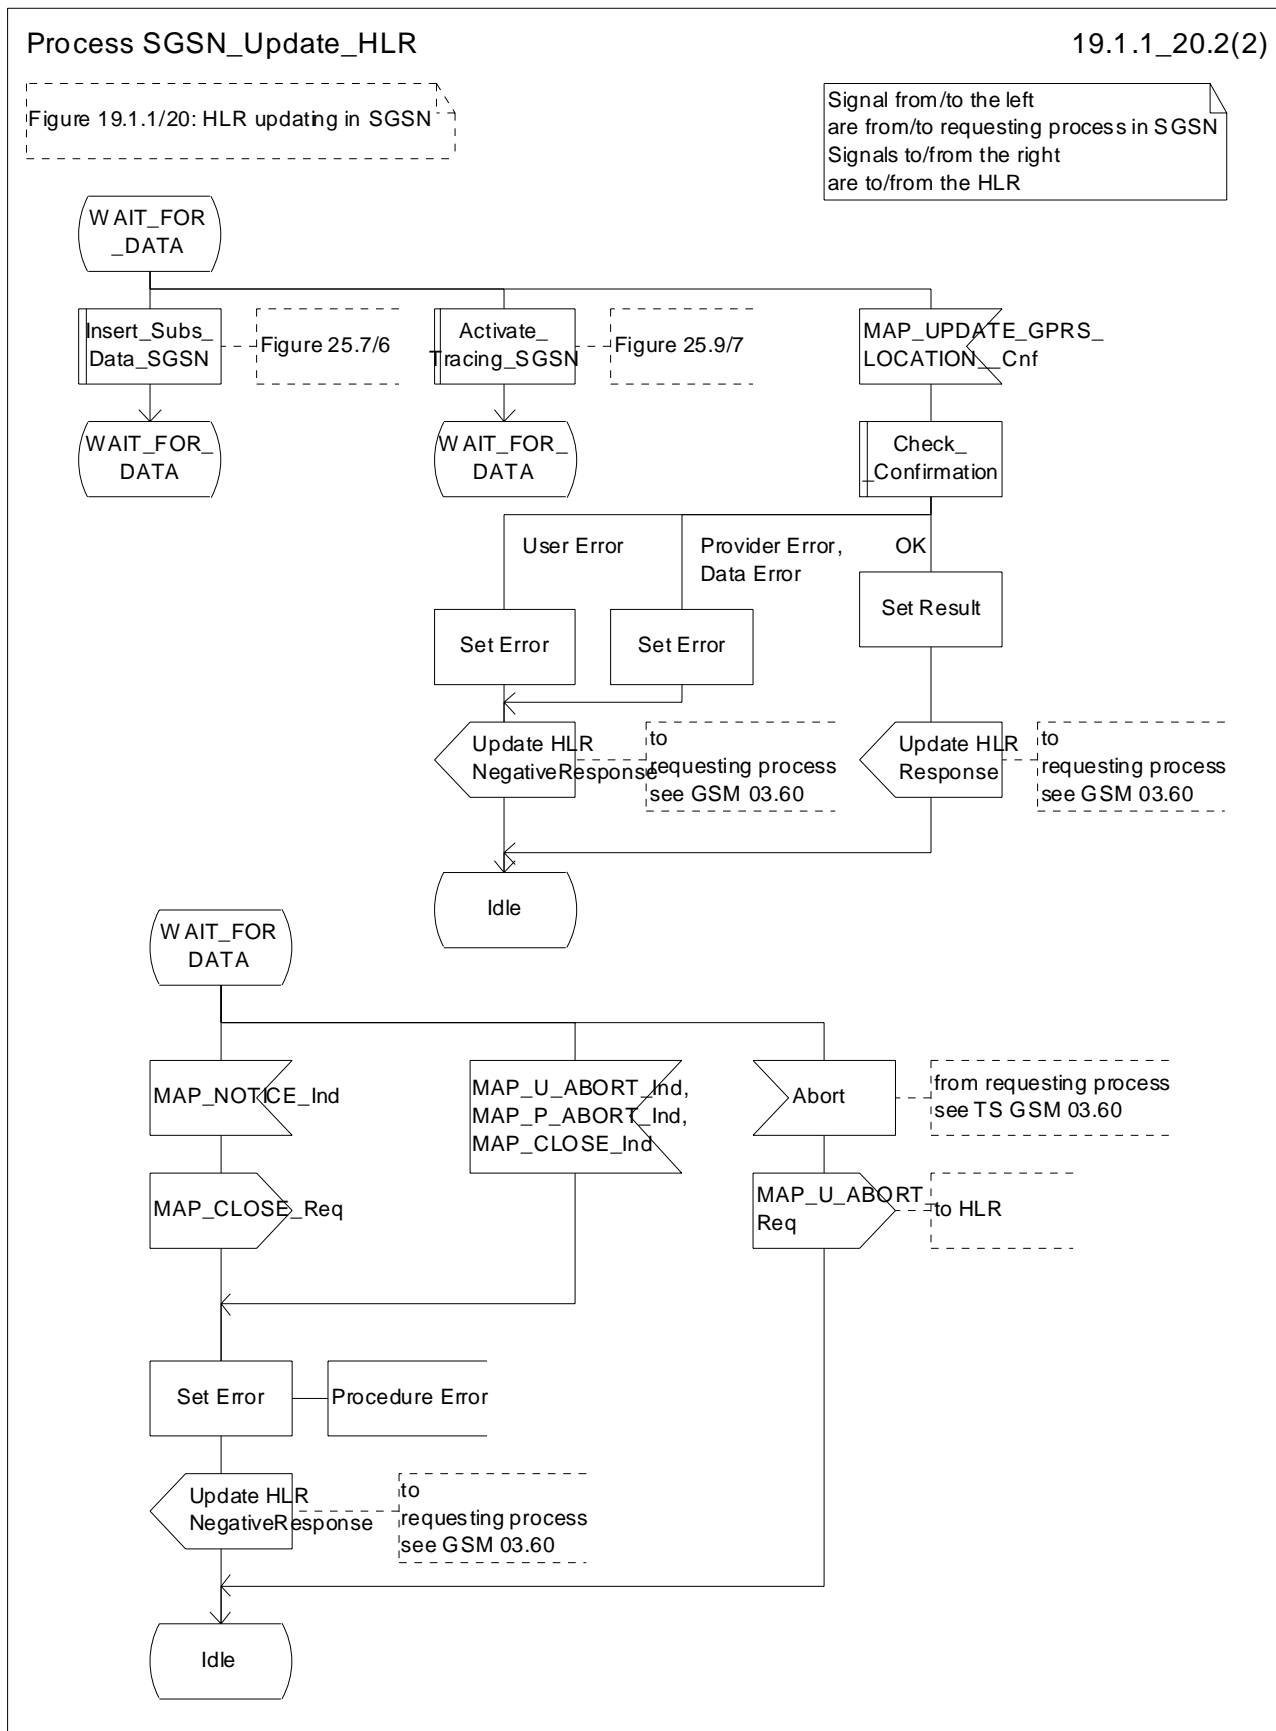 Process SGSN_Update_HLR
19.1.1_20.2(2)
Figure 19.1.1/20: HLR updating in SGSN
Signal from/to the left
are from/to requesting process in SGSN
Signals to/from the right
are to/from the HLR
WAIT_FOR
_DATA
Insert_Subs_
Data_SGSN
Figure 25.7/6
Activate_
Tracing_SGSN
Figure 25.9/7
MAP_UPDATE_GPRS_
LOCATION__Cnf
WAIT_FOR_
DATA
WAIT_FOR_
DATA
Check_
_Confirmation
User Error
Provider Error,
Data Error
OK
Set Error
Set Error
Set Result
Update HLR
NegativeResponse
to
requesting process
see GSM 03.60
Update HLR
Response
to
requesting process
see GSM 03.60
Idle
WAIT_FOR
DATA
MAP_NOTICE_Ind
MAP_U_ABORT_Ind,
MAP_P_ABORT_Ind,
MAP_CLOSE_Ind
Abort
from requesting process
see TS GSM 03.60
MAP_CLOSE_Req
MAP_U_ABORT_
Req
to HLR
Set Error
Procedure Error
Update HLR
NegativeResponse
to
requesting process
see GSM 03.60
Idle